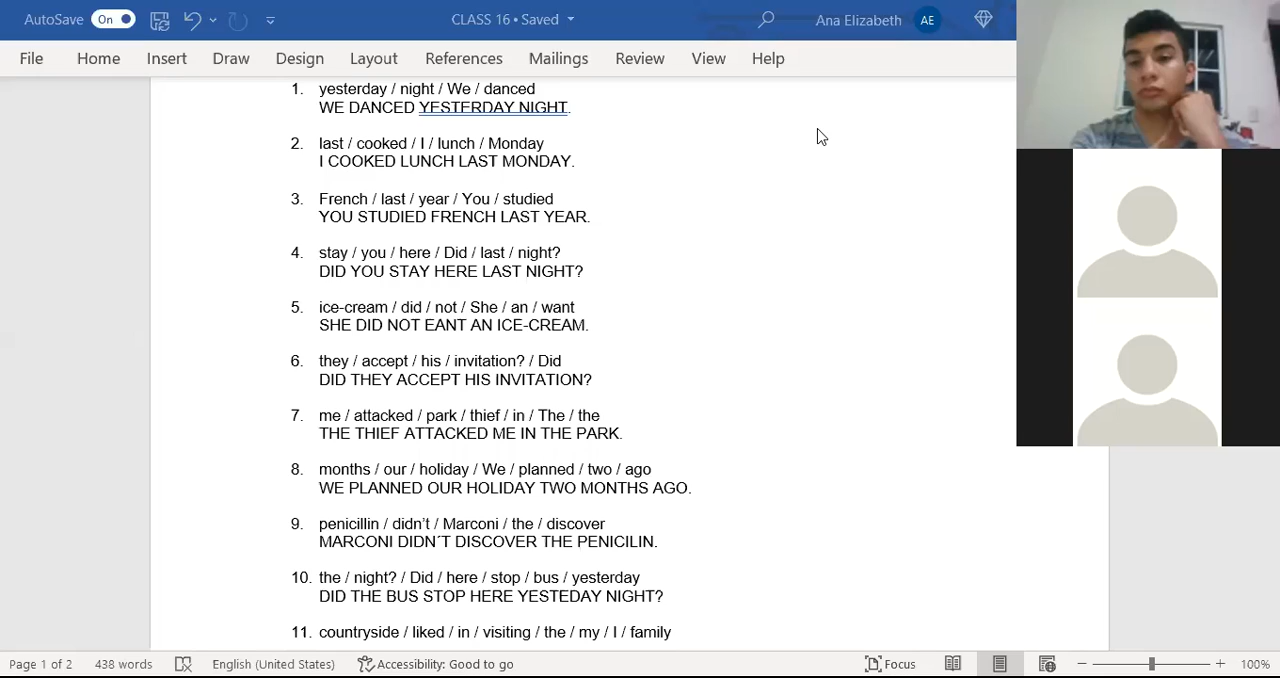 AutoSave On CLASS 16 • Saved Ana Elizabeth AE
File Home Insert Draw Design Layout References Mailings Review View Help
1. yesterday / night / We / danced
WE DANCED YESTERDAY NIGHT.
2. last / cooked / I / lunch / Monday
I COOKED LUNCH LAST MONDAY.
3. French / last / year / You / studied
YOU STUDIED FRENCH LAST YEAR.
4. stay / you / here / Did / last / night?
DID YOU STAY HERE LAST NIGHT?
5. ice-cream / did / not / She / an / want
SHE DID NOT EANT AN ICE-CREAM.
6. they / accept / his / invitation? / Did
DID THEY ACCEPT HIS INVITATION?
7. me / attacked / park / thief / in / The / the
THE THIEF ATTACKED ME IN THE PARK.
8. months / our / holiday / We / planned / two / ago
WE PLANNED OUR HOLIDAY TWO MONTHS AGO.
9. penicillin / didn't / Marconi / the / discover
MARCONI DIDN´T DISCOVER THE PENICILIN.
10. the / night? / Did / here / stop / bus / yesterday
DID THE BUS STOP HERE YESTEDAY NIGHT?
11. countryside / liked / in / visiting / the / my / I / family
Page 1 of 2 438 words English (United States) Accessibility: Good to go Focus 100%